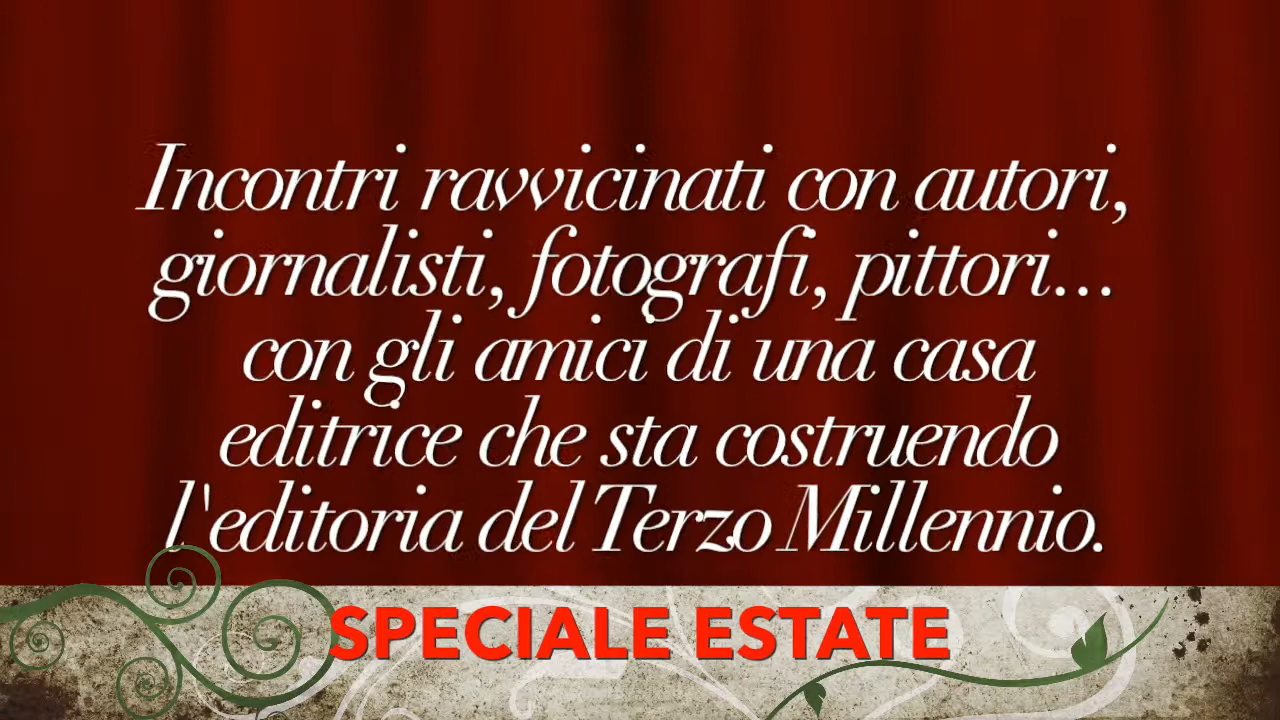 Incontri ravvicinati con autori,
giornalisti, fotografi, pittori...
con gli amici di una casa
editrice che sta costruendo
l'editoria del Terzo Millennio.
SPECIALE ESTATE